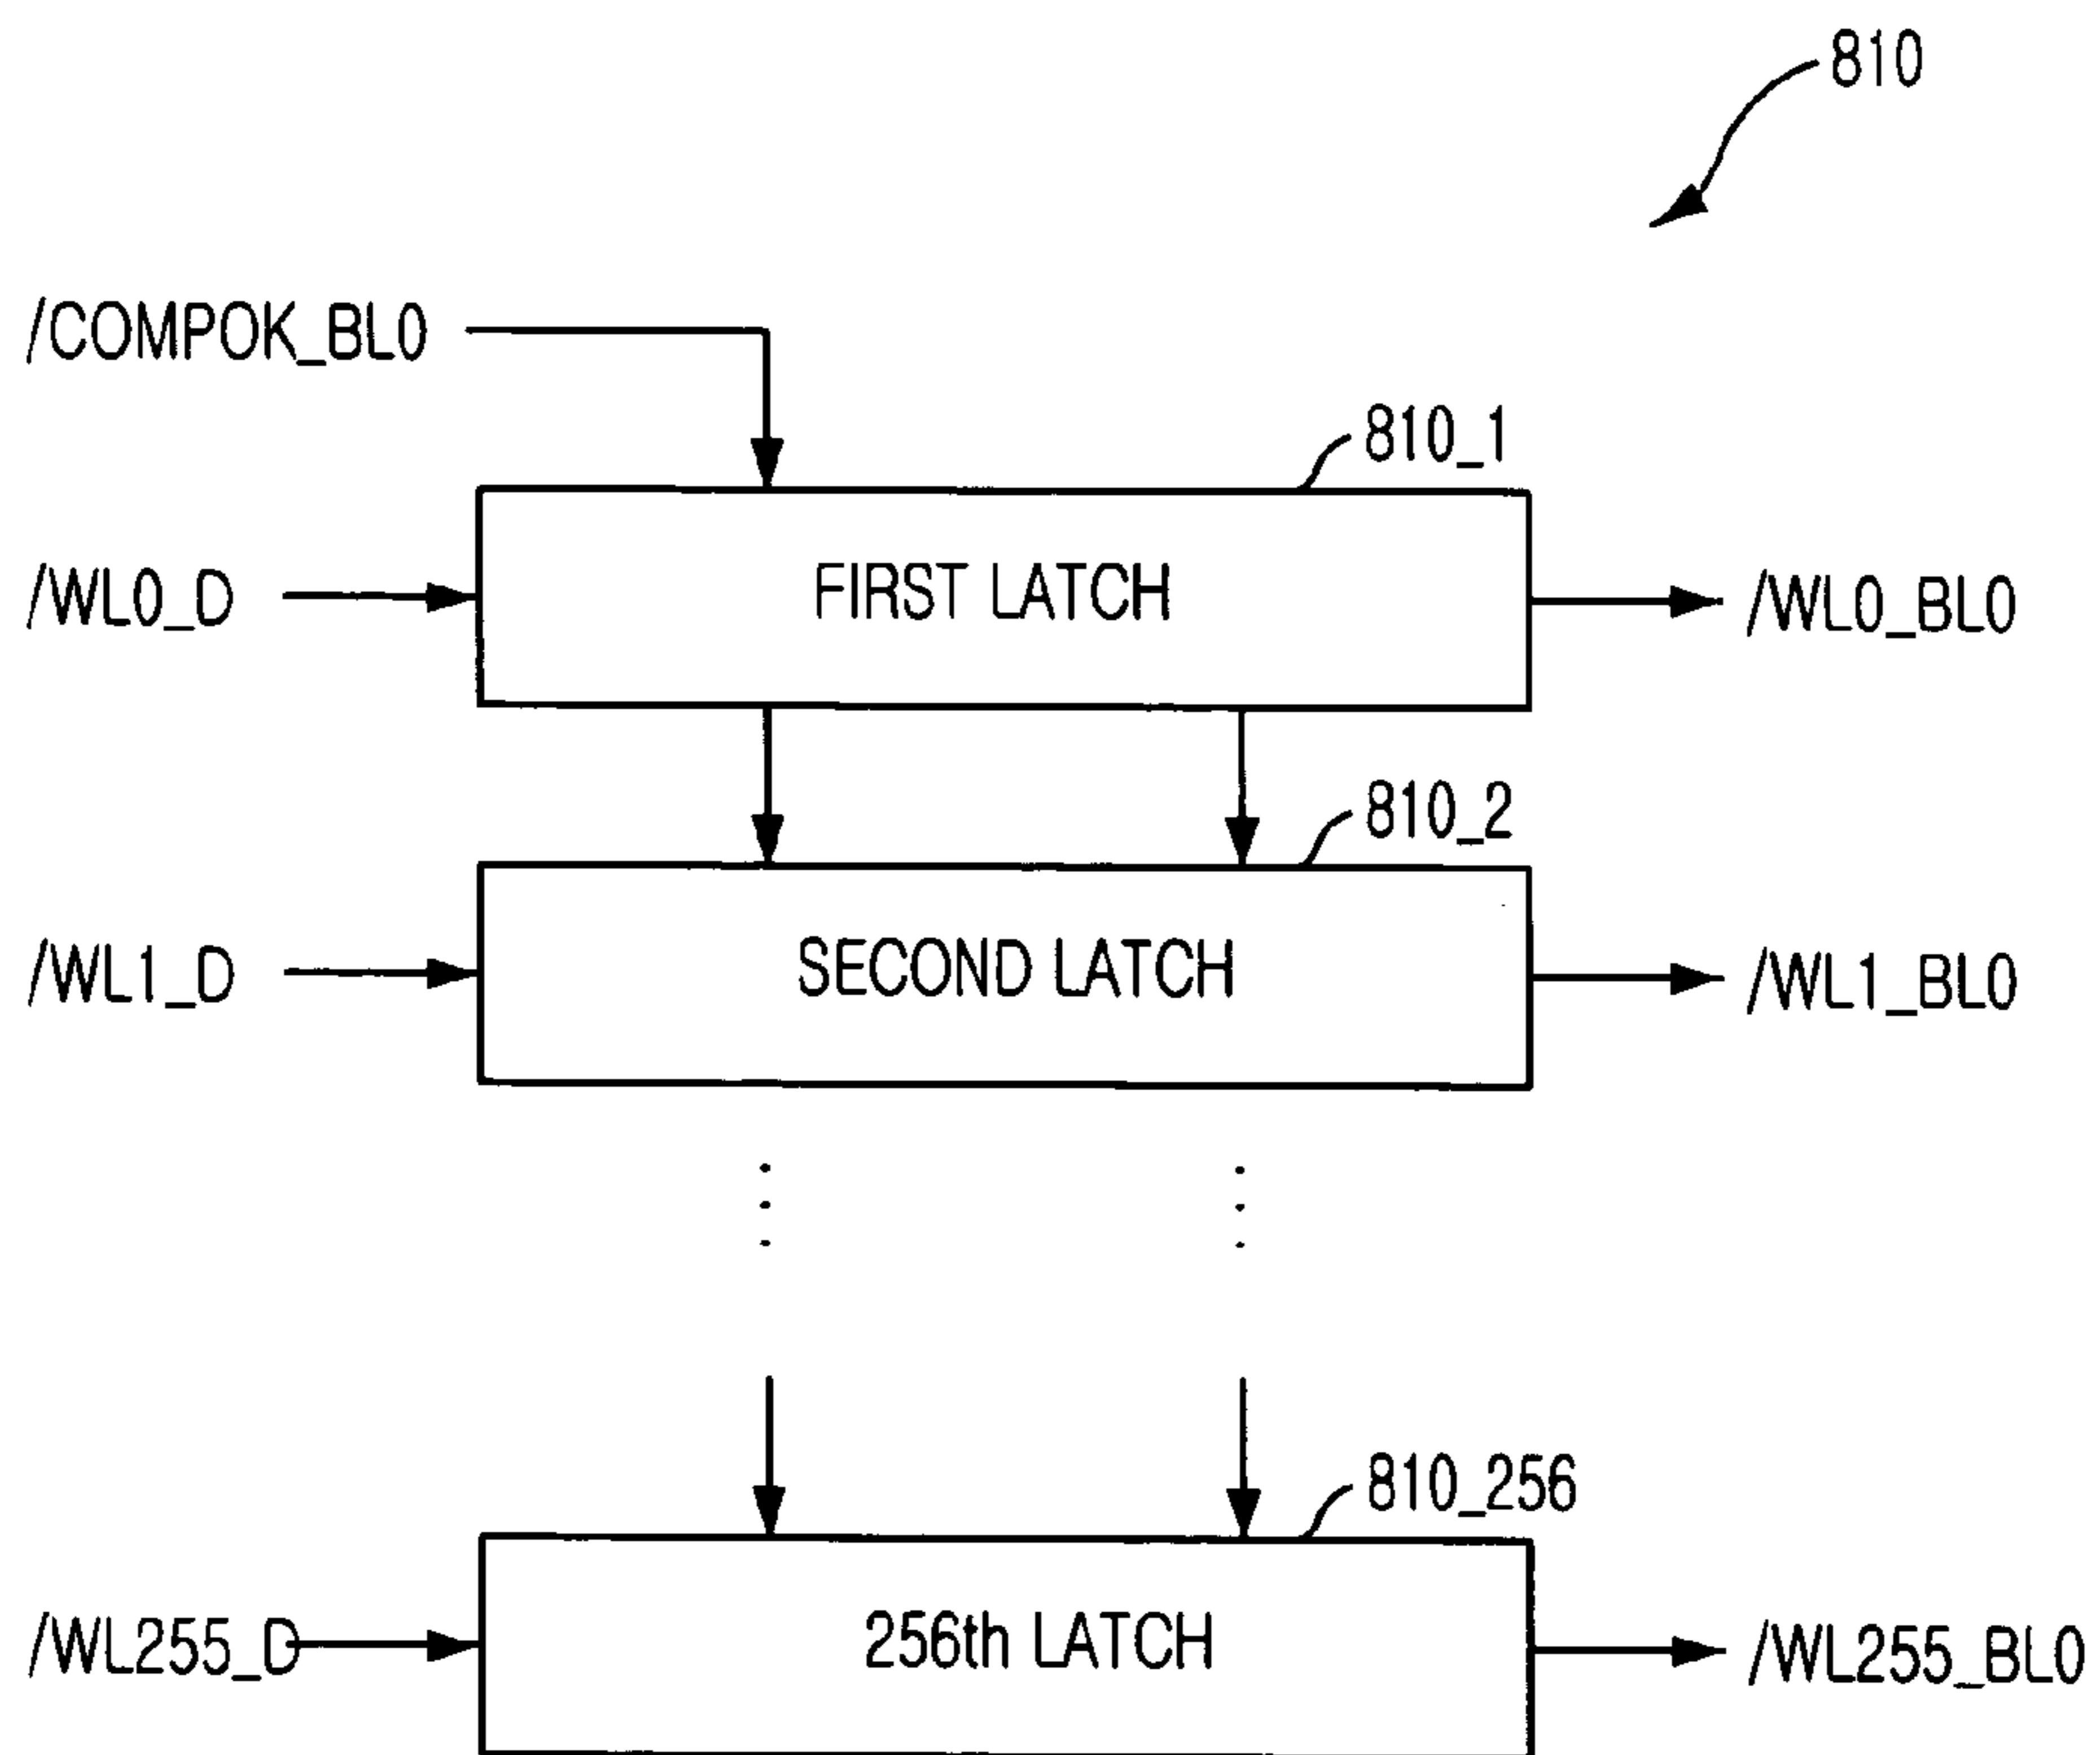 810
/COMPOK_BL0
810_1
/WL0_D
FIRST LATCH
/WL0_BL0
810_2
/WL1_D
SECOND LATCH
/WL1_BL0
810_256
/WL255_D
256th LATCH
/WL255_BL0